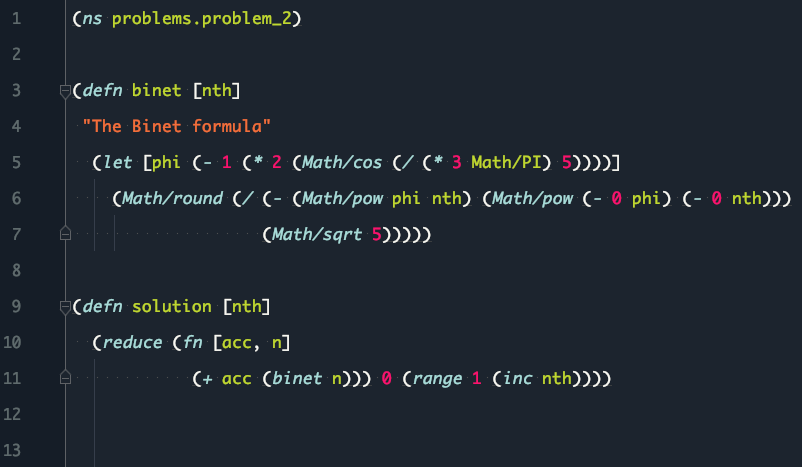 1 (ns problems.problem_2)
2
3 (defn binet [nth]
4 "The Binet formula"
5 (let [phi (- 1 (* 2 (Math/cos (/ (* 3 Math/PI) 5))))]
6 (Math/round (/ (- (Math/pow phi nth) (Math/pow (- 0 phi) (- 0 nth)))
7 (Math/sqrt 5)))))
8
9 (defn solution [nth]
10 (reduce (fn [acc, n]
11 (+ acc (binet n))) 0 (range 1 (inc nth))))
12
13